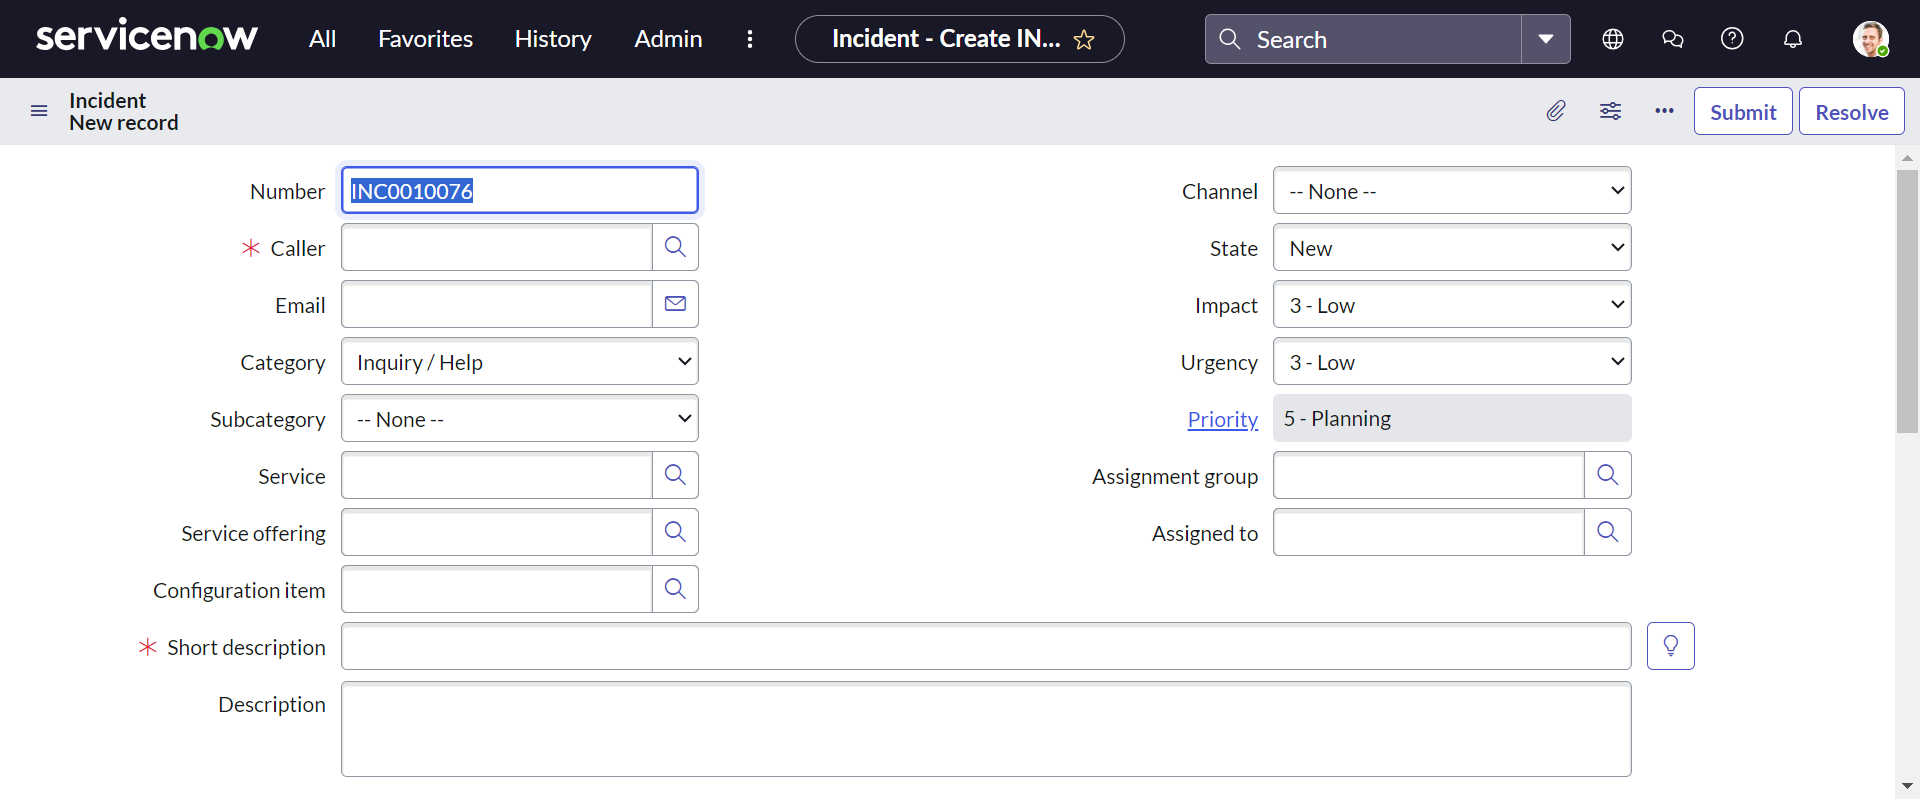 servicenow All Favorites History Admin Incident - Create IN... Search
Incident
New record
Submit Resolve
Number INC0010076
Caller
Email
Category Inquiry / Help
Subcategory -- None --
Service
Service offering
Configuration item
Channel -- None --
State New
Impact 3 - Low
Urgency 3 - Low
Priority 5 - Planning
Assignment group
Assigned to
Short description
Description